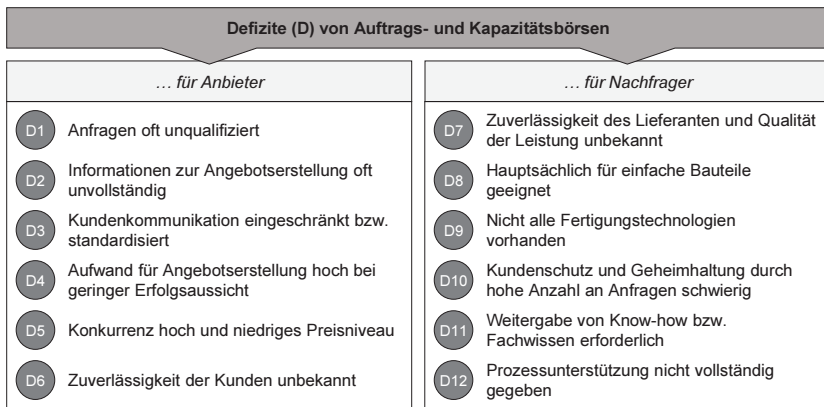 Defizite (D) von Auftrags- und Kapazitätsbörsen
… für Anbieter
D1 Anfragen oft unqualifiziert
D2 Informationen zur Angebotserstellung oft
unvollständig
D3 Kundenkommunikation eingeschränkt bzw.
standardisiert
D4 Aufwand für Angebotserstellung hoch bei
geringer Erfolgsaussicht
D5 Konkurrenz hoch und niedriges Preisniveau
D6 Zuverlässigkeit der Kunden unbekannt
… für Nachfrager
D7 Zuverlässigkeit des Lieferanten und Qualität
der Leistung unbekannt
D8 Hauptsächlich für einfache Bauteile
geeignet
D9 Nicht alle Fertigungstechnologien
vorhanden
D10 Kundenschutz und Geheimhaltung durch
hohe Anzahl an Anfragen schwierig
D11 Weitergabe von Know-how bzw.
Fachwissen erforderlich
D12 Prozessunterstützung nicht vollständig
gegeben